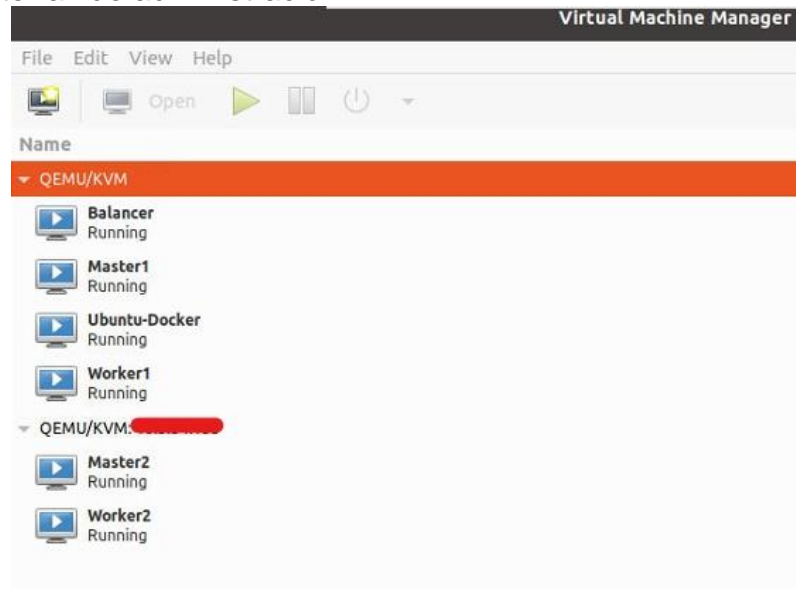 Virtual Machine Manager
File Edit View Help
Open
Name
QEMU/KVM
Balancer
Running
Master1
Running
Ubuntu-Docker
Running
Worker1
Running
QEMU/KVM:
Master2
Running
Worker2
Running